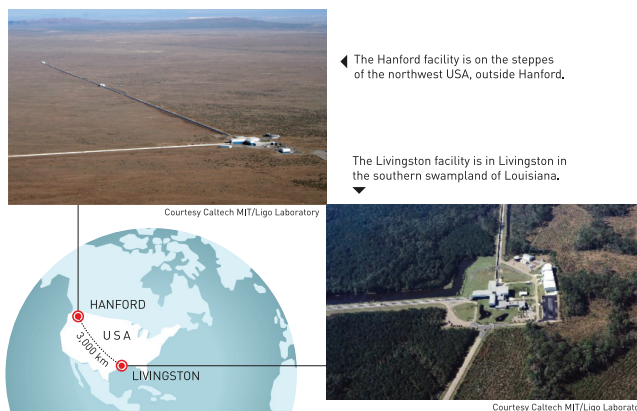 The Hanford facility is on the steppes
of the northwest USA, outside Hanford.
The Livingston facility is in Livingston in
the southern swampland of Louisiana.
Courtesy Caltech MIT/Ligo Laboratory
HANFORD
USA
3,000 km
LIVINGSTON
Courtesy Caltech MIT/Ligo Laborato